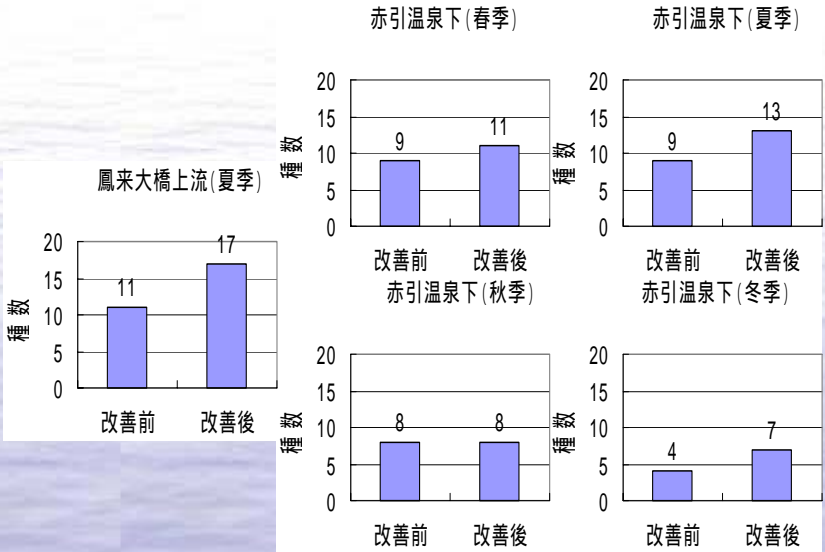 鳳来大橋上流(夏季)
種数
20
15
10
5
0
11
17
改善前
改善後
赤引温泉下(春季)
種数
20
15
10
5
0
9
11
改善前
改善後
赤引温泉下(夏季)
種数
20
15
10
5
0
9
13
改善前
改善後
赤引温泉下(秋季)
種数
20
15
10
5
0
8
8
改善前
改善後
赤引温泉下(冬季)
種数
20
15
10
5
0
4
7
改善前
改善後